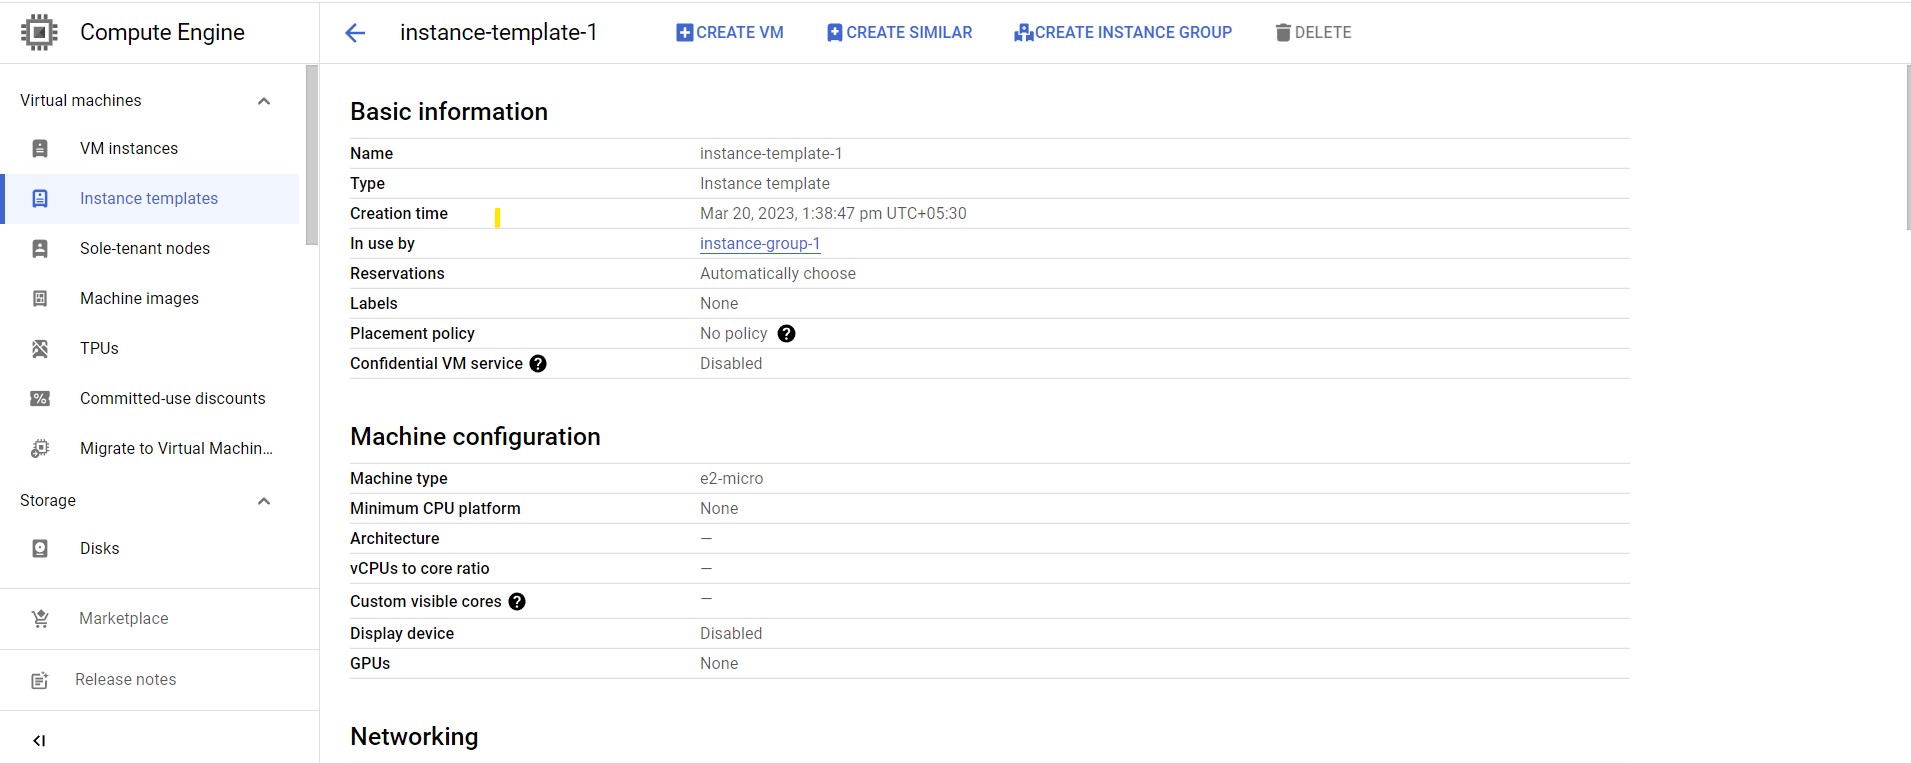 Compute Engine
instance-template-1
CREATE VM
CREATE SIMILAR
CREATE INSTANCE GROUP
DELETE
Virtual machines
VM instances
Instance templates
Sole-tenant nodes
Machine images
TPUs
Committed-use discounts
Migrate to Virtual Machin...
Storage
Disks
Marketplace
Release notes
Basic information
Name instance-template-1
Type Instance template
Creation time Mar 20, 2023, 1:38:47 pm UTC+05:30
In use by instance-group-1
Reservations Automatically choose
Labels None
Placement policy No policy ?
Confidential VM service ? Disabled
Machine configuration
Machine type e2-micro
Minimum CPU platform None
Architecture —
vCPUs to core ratio —
Custom visible cores ? —
Display device Disabled
GPUs None
Networking